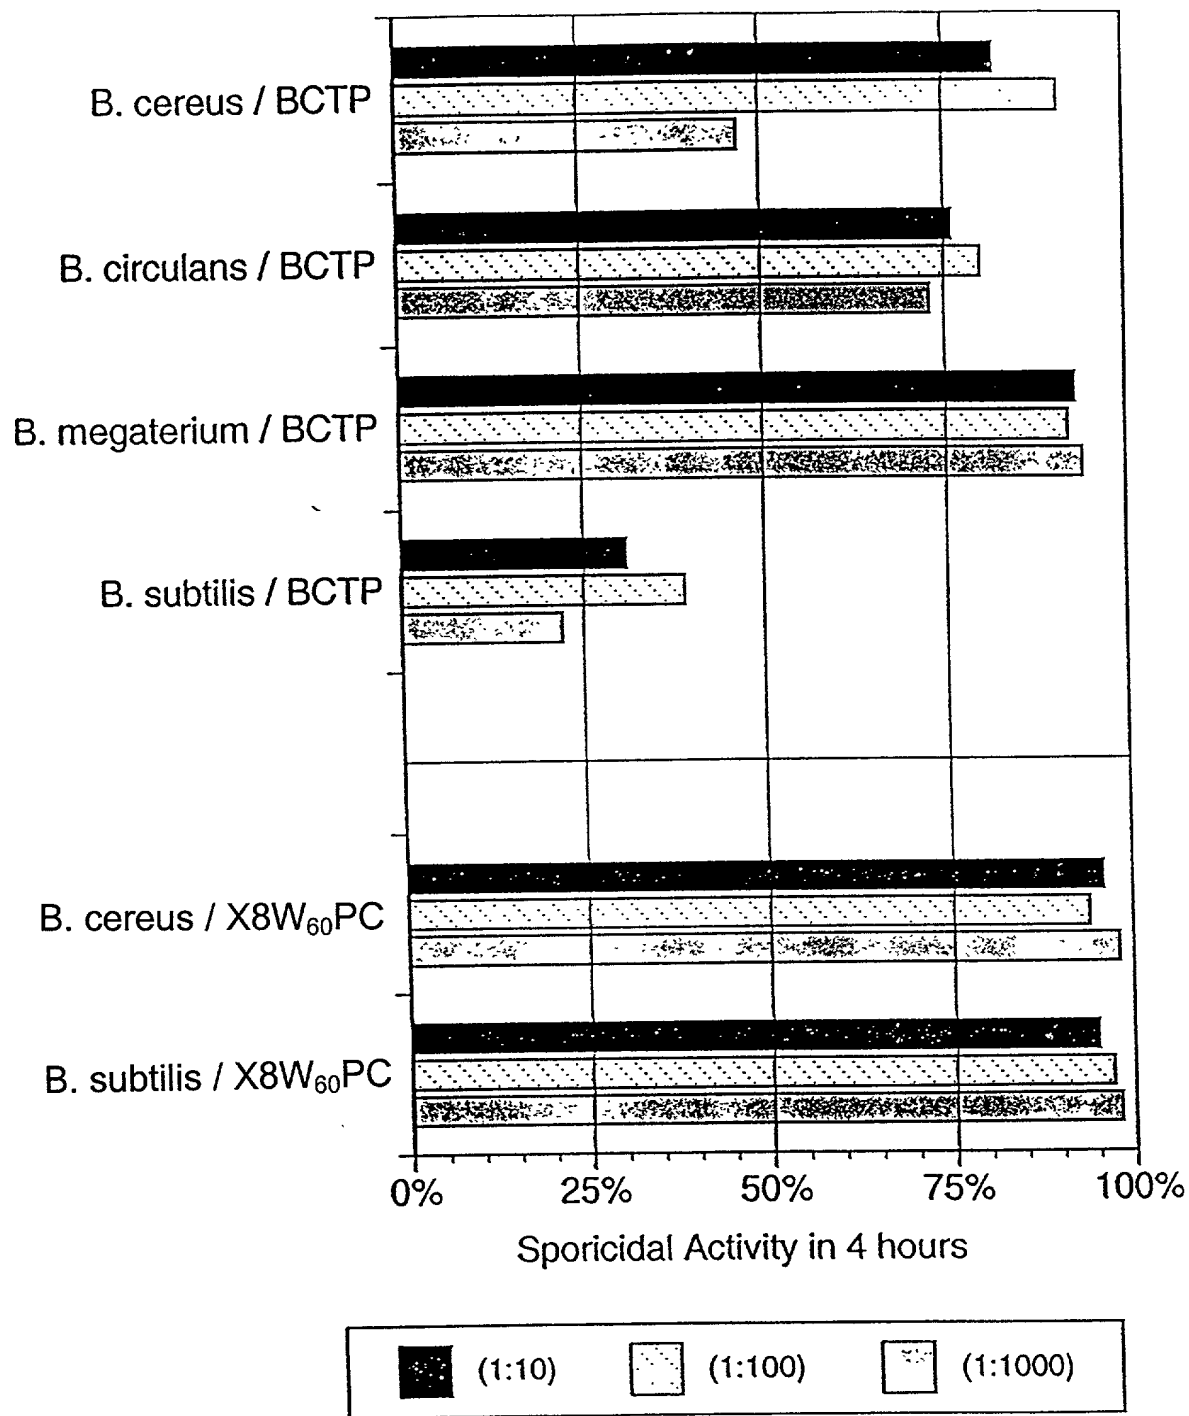 B. cereus / BCTP
B. circulans / BCTP
B. megaterium / BCTP
B. subtilis / BCTP
B. cereus / X8W₆₀PC
B. subtilis / X8W₆₀PC
0% 25% 50% 75% 100%
Sporicidal Activity in 4 hours
(1:10) (1:100) (1:1000)